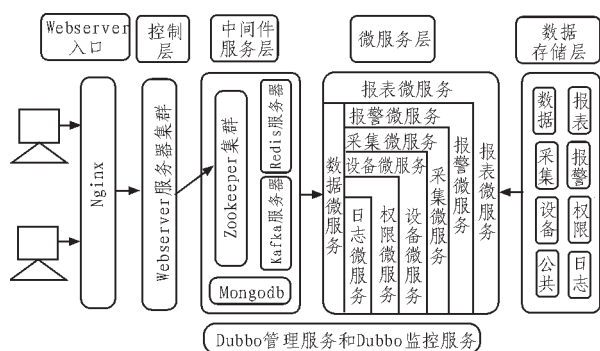 Webserver
入口
控制
层
中间件
服务层
微服务层
数据
存储层
Nginx
Webserver服务器集群
Zookeeper集群
Redis服务器
Kafka服务器
Mongodb
报表微服务
报警微服务
采集微服务
设备微服务
数据微服务
日志微服务
权限微服务
设备微服务
采集微服务
报警微服务
报表微服务
数据
报表
采集
报警
设备
权限
公共
日志
Dubbo管理服务和Dubbo监控服务